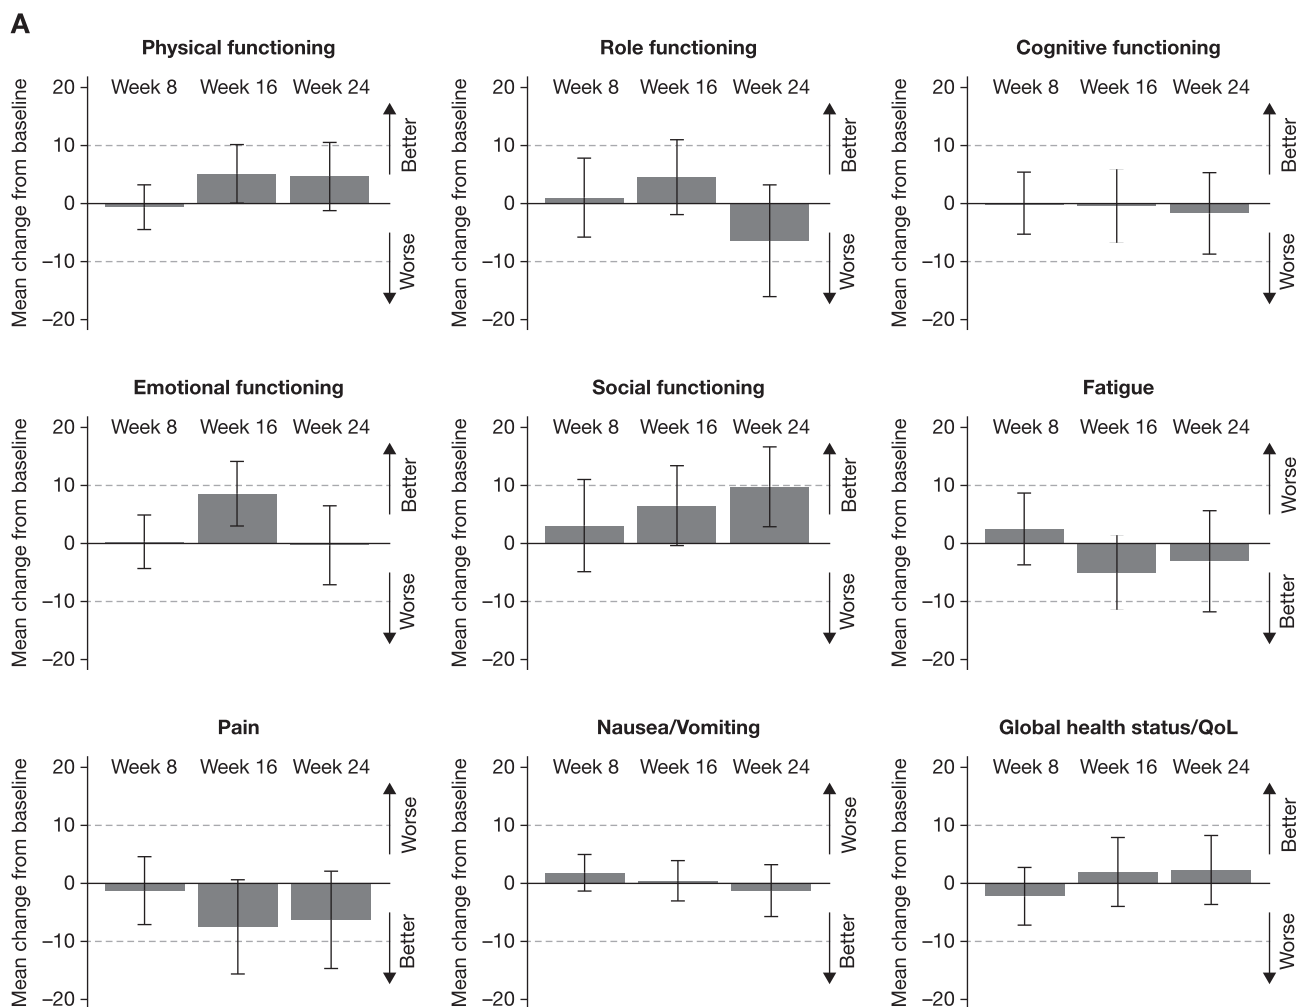 A
Physical functioning
Mean change from baseline
20
10
0
–10
–20
Week 8 Week 16 Week 24
Better
Worse
Role functioning
Mean change from baseline
20
10
0
–10
–20
Week 8 Week 16 Week 24
Better
Worse
Cognitive functioning
Mean change from baseline
20
10
0
–10
–20
Week 8 Week 16 Week 24
Better
Worse
Emotional functioning
Mean change from baseline
20
10
0
–10
–20
Week 8 Week 16 Week 24
Better
Worse
Social functioning
Mean change from baseline
20
10
0
–10
–20
Week 8 Week 16 Week 24
Better
Worse
Fatigue
Mean change from baseline
20
10
0
–10
–20
Week 8 Week 16 Week 24
Worse
Better
Pain
Mean change from baseline
20
10
0
–10
–20
Week 8 Week 16 Week 24
Worse
Better
Nausea/Vomiting
Mean change from baseline
20
10
0
–10
–20
Week 8 Week 16 Week 24
Worse
Better
Global health status/QoL
Mean change from baseline
20
10
0
–10
–20
Week 8 Week 16 Week 24
Better
Worse